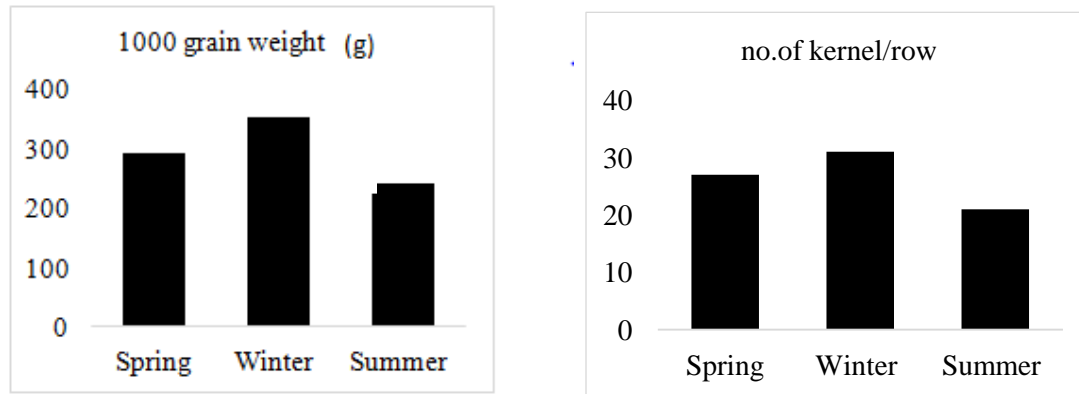 1000 grain weight (g)
400
300
200
100
0
Spring Winter Summer
no.of kernel/row
40
30
20
10
0
Spring Winter Summer